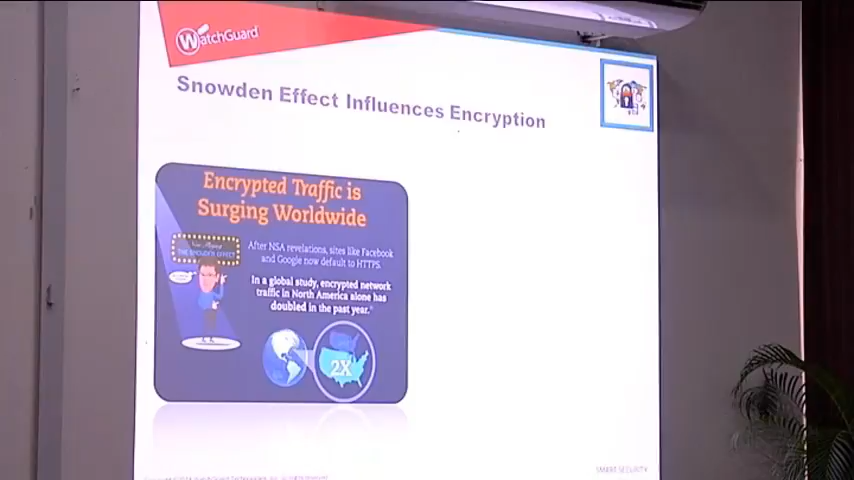 WatchGuard
Snowden Effect Influences Encryption
Encrypted Traffic is
Surging Worldwide
THE SNOWDEN EFFECT
After NSA revelations, sites like Facebook
and Google now default to HTTPS.
In a global study, encrypted network
traffic in North America alone has
doubled in the past year.*
2X
SMART SECURITY